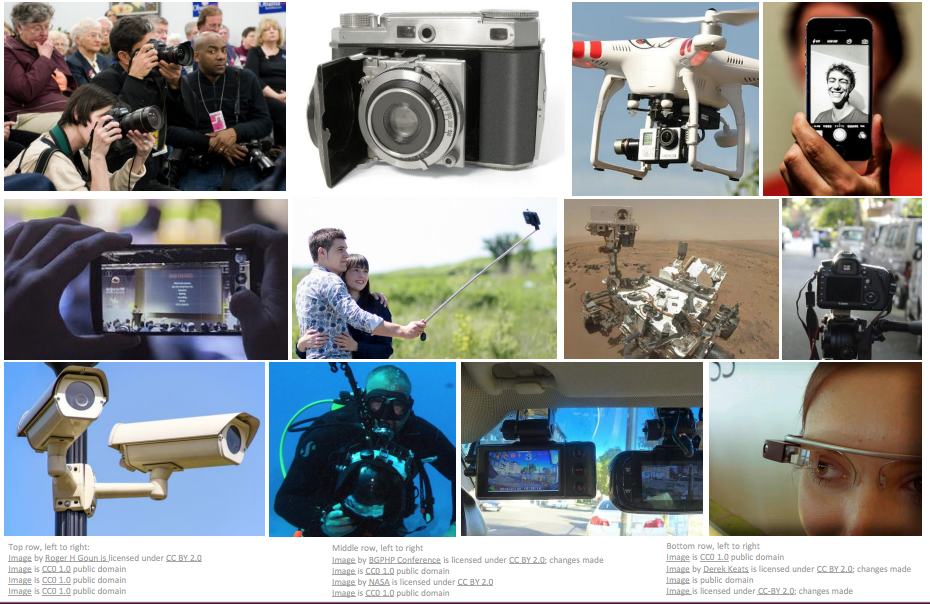 Top row, left to right:
Image by Roger H Goun is licensed under CC BY 2.0
Image is CC0 1.0 public domain
Image is CC0 1.0 public domain
Image is CC0 1.0 public domain
Middle row, left to right
Image by BGPHP Conference is licensed under CC BY 2.0; changes made
Image is CC0 1.0 public domain
Image by NASA is licensed under CC BY 2.0
Image is CC0 1.0 public domain
Bottom row, left to right
Image is CC0 1.0 public domain
Image by Derek Keats is licensed under CC BY 2.0; changes made
Image is public domain
Image is licensed under CC-BY 2.0; changes made